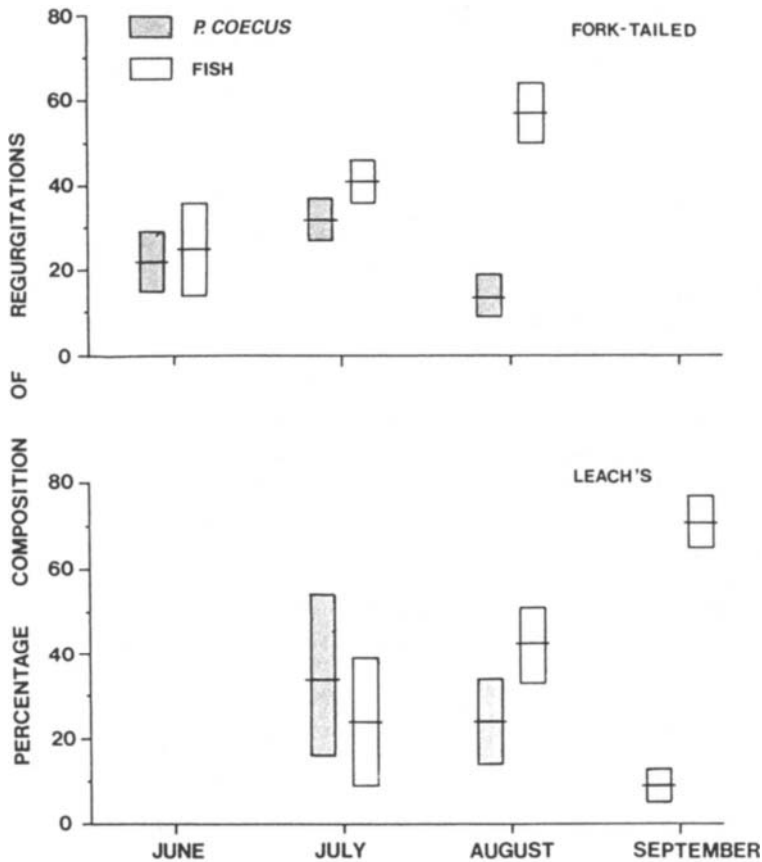 80
60
40
20
0
P. COECUS
FISH
FORK-TAILED
PERCENTAGE COMPOSITION OF REGURGITATIONS
80
60
40
20
0
LEACH'S
JUNE JULY AUGUST SEPTEMBER